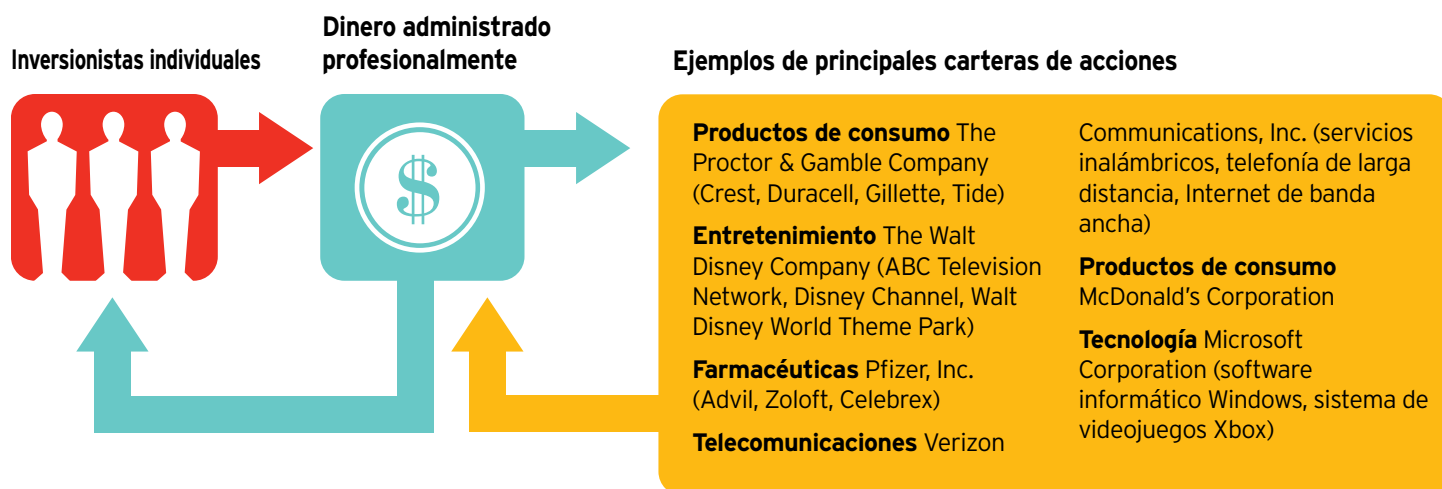 Inversionistas individuales
Dinero administrado
profesionalmente
Ejemplos de principales carteras de acciones
$
Productos de consumo The
Proctor & Gamble Company
(Crest, Duracell, Gillette, Tide)
Entretenimiento The Walt
Disney Company (ABC Television
Network, Disney Channel, Walt
Disney World Theme Park)
Farmacéuticas Pfizer, Inc.
(Advil, Zoloft, Celebrex)
Telecomunicaciones Verizon
Communications, Inc. (servicios
inalámbricos, telefonía de larga
distancia, Internet de banda
ancha)
Productos de consumo
McDonald’s Corporation
Tecnología Microsoft
Corporation (software
informático Windows, sistema de
videojuegos Xbox)